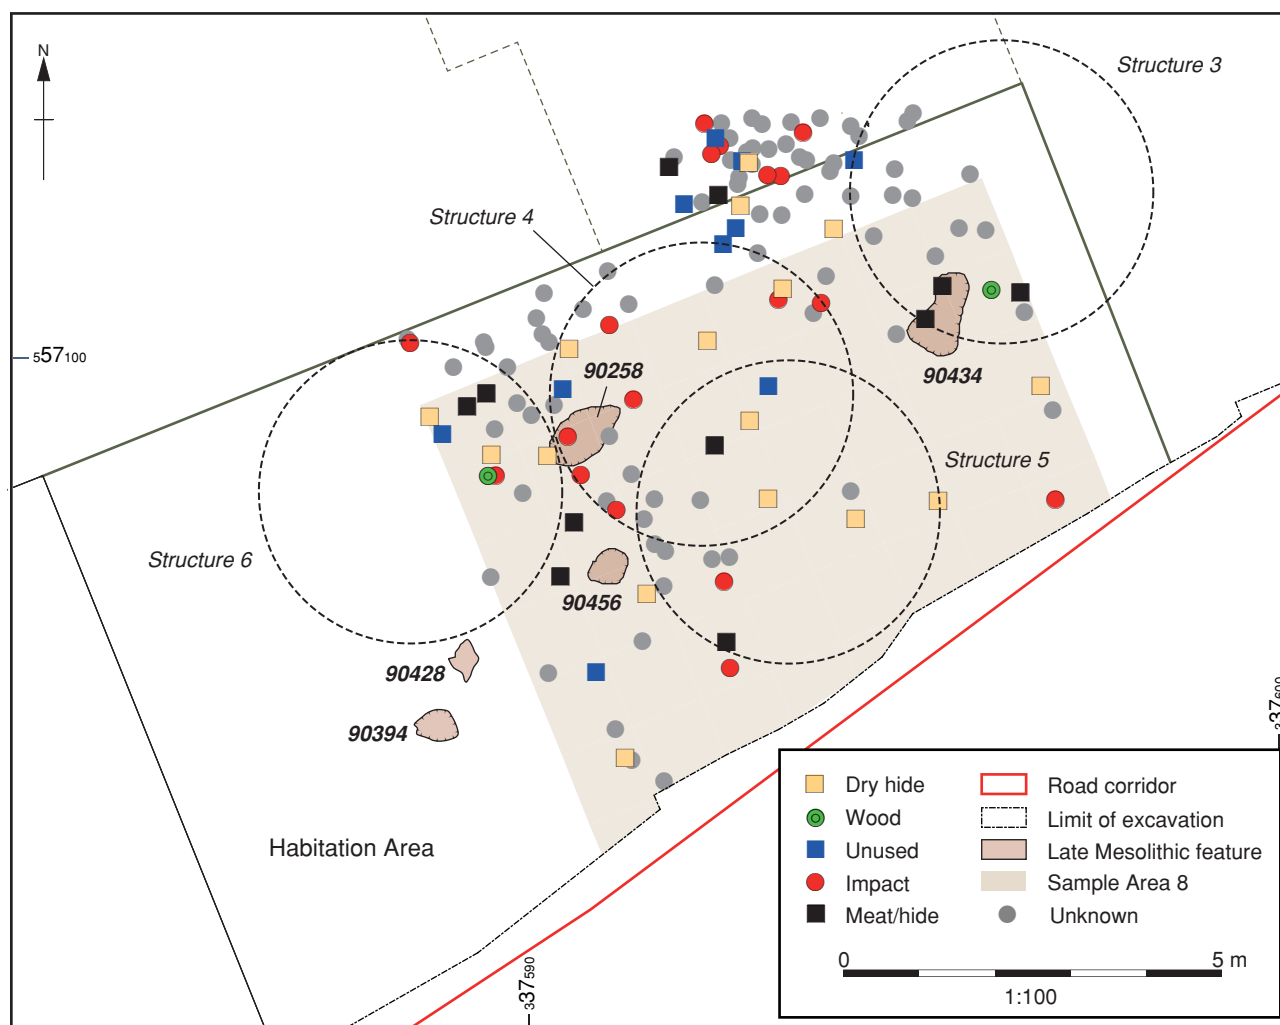 N
Structure 3
Structure 4
557100
90258
90434
Structure 5
Structure 6
90456
90428
90394
Habitation Area
337590
337600
Dry hide
Wood
Unused
Impact
Meat/hide
Road corridor
Limit of excavation
Late Mesolithic feature
Sample Area 8
Unknown
0 5 m
1:100